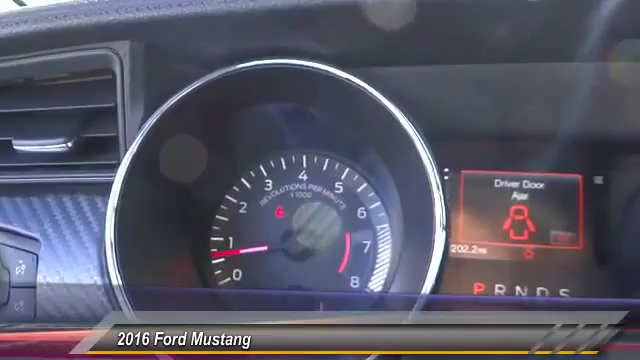 4
3
5
REVOLUTIONS PER MINUTE
x 1000
2
6
1
7
0
8
Driver Door
Ajar
202.2mi
P R N D S
2016 Ford Mustang